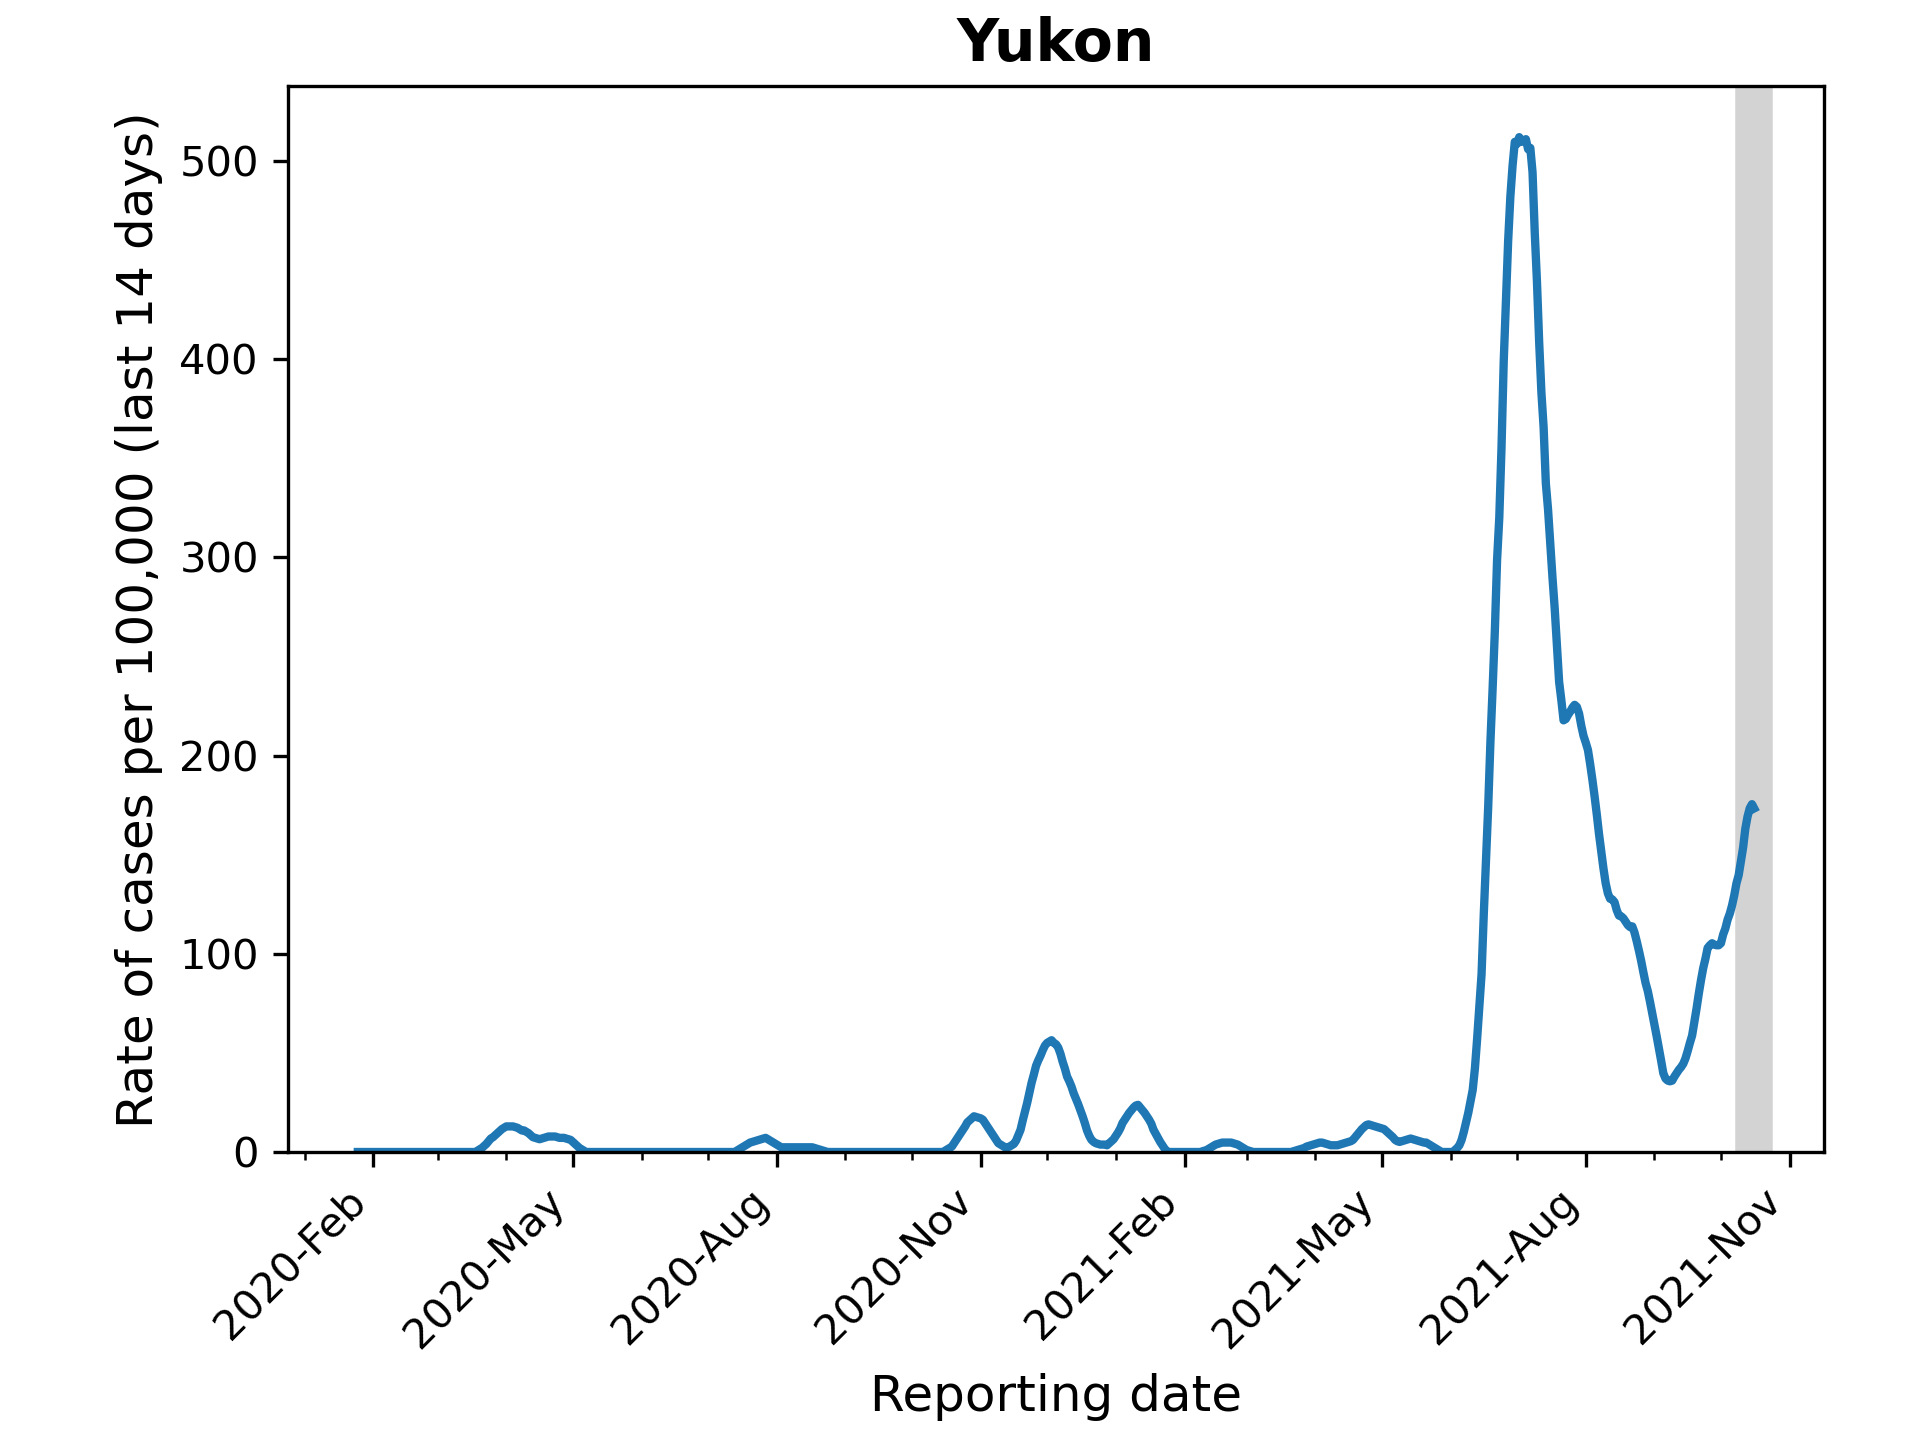 Yukon
Rate of cases per 100,000 (last 14 days)
500
400
300
200
100
0
2020-Feb
2020-May
2020-Aug
2020-Nov
2021-Feb
2021-May
2021-Aug
2021-Nov
Reporting date